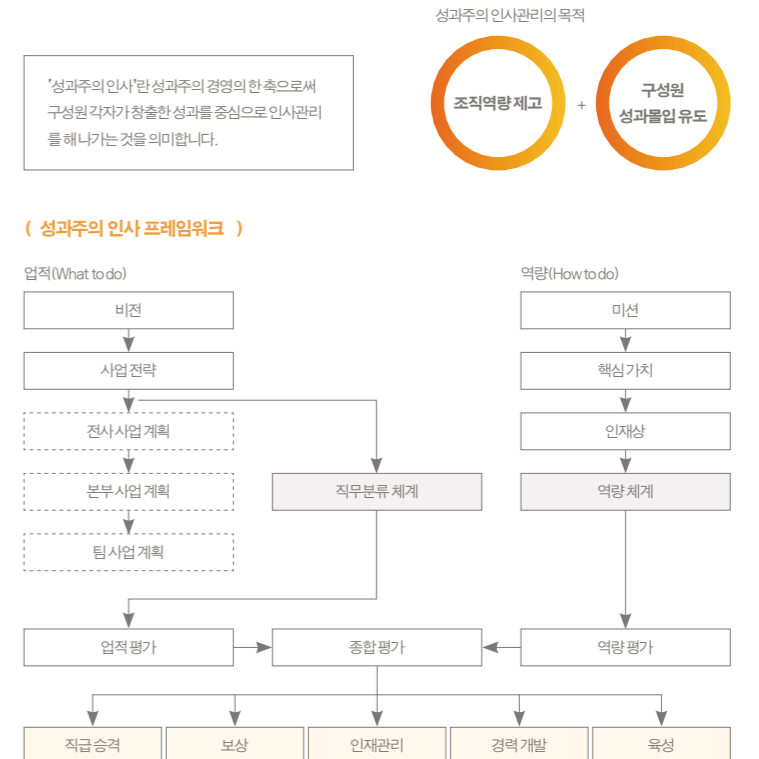 성과주의 인사관리의 목적
'성과주의 인사'란 성과주의 경영의 한 축으로써
구성원 각자가 창출한 성과를 중심으로 인사관리
를 해 나가는 것을 의미합니다.
조직역량 제고
+
구성원
성과몰입 유도
( 성과주의 인사 프레임워크 )
업적(What to do)
역량(How to do)
비전
미션
사업 전략
핵심 가치
전사 사업 계획
인재상
본부 사업 계획
직무분류 체계
역량 체계
팀 사업 계획
업적 평가
종합 평가
역량 평가
직급 승격
보상
인재관리
경력 개발
육성